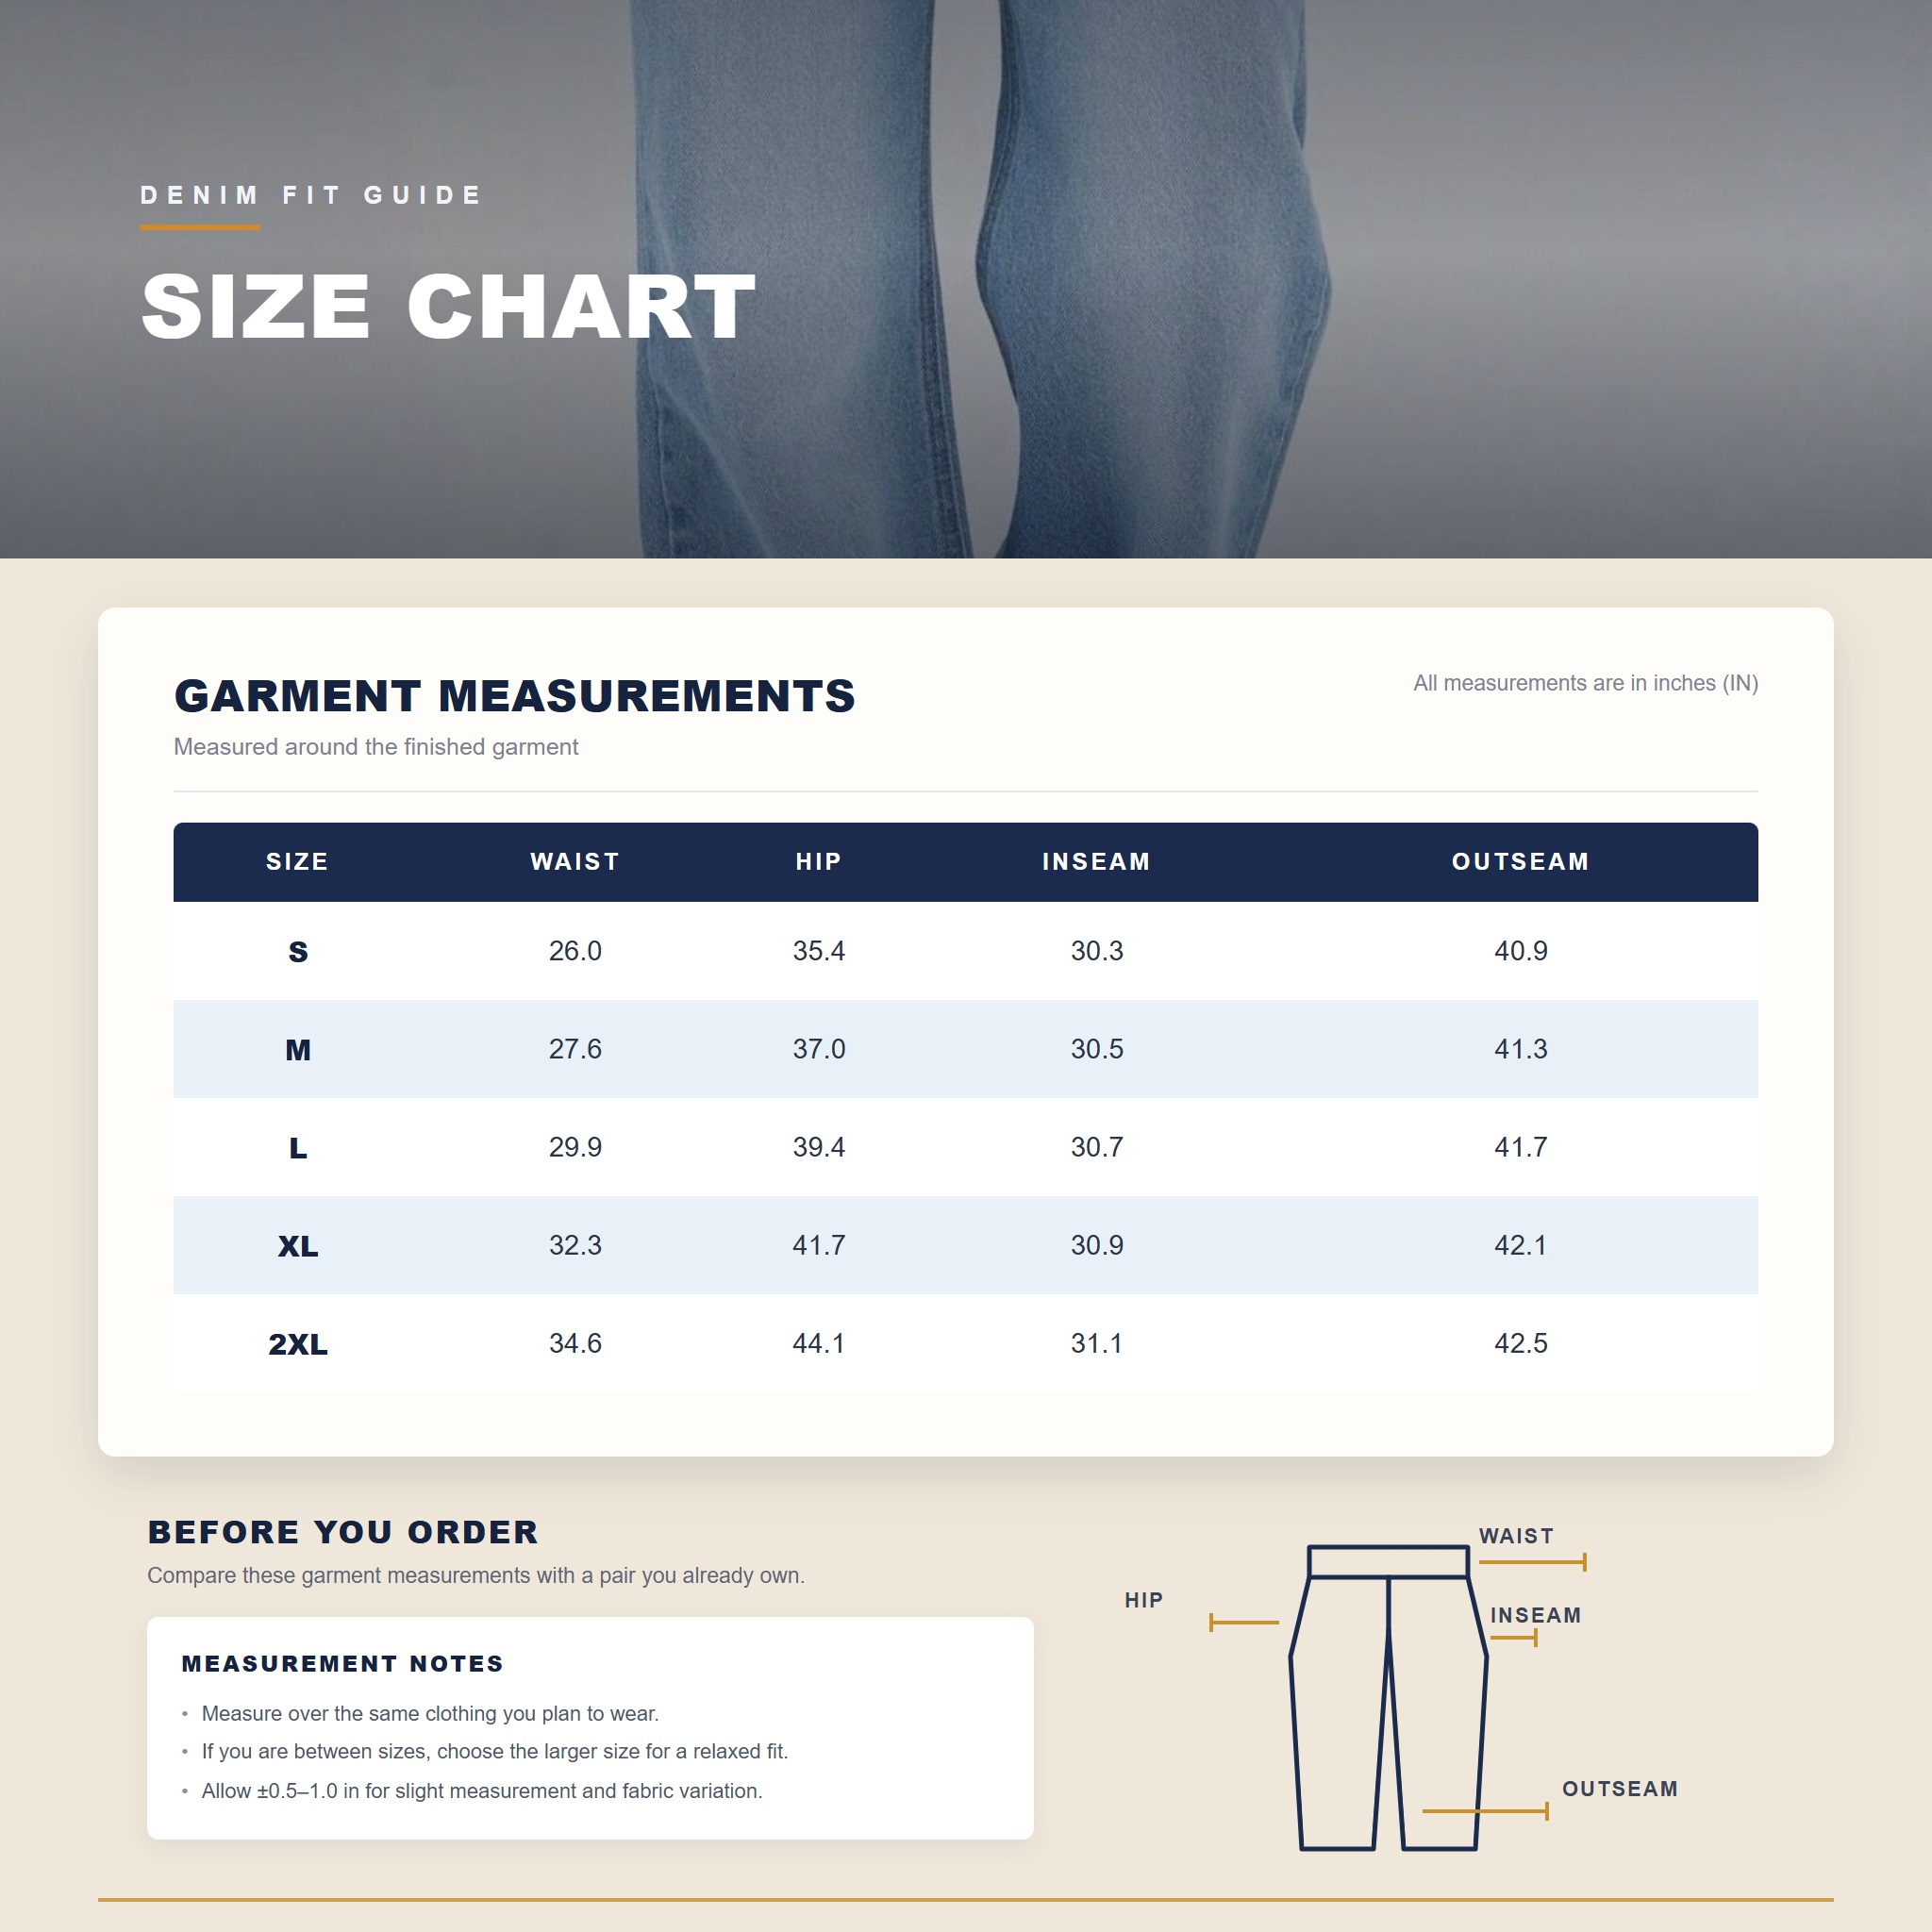 DENIM FIT GUIDE
SIZE CHART
GARMENT MEASUREMENTS
All measurements are in inches (IN)
Measured around the finished garment
SIZE WAIST HIP INSEAM OUTSEAM
S 26.0 35.4 30.3 40.9
M 27.6 37.0 30.5 41.3
L 29.9 39.4 30.7 41.7
XL 32.3 41.7 30.9 42.1
2XL 34.6 44.1 31.1 42.5
BEFORE YOU ORDER
Compare these garment measurements with a pair you already own.
MEASUREMENT NOTES
• Measure over the same clothing you plan to wear.
• If you are between sizes, choose the larger size for a relaxed fit.
• Allow ±0.5–1.0 in for slight measurement and fabric variation.
WAIST
HIP
INSEAM
OUTSEAM